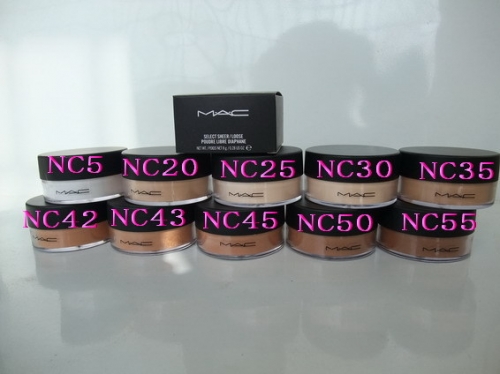 MAC
SELECT SHEER/LOOSE
POUDRE LIBRE DIAPHANE
NC5 NC20 NC25 NC30 NC35
MAC MAC MAC MAC MAC
NC42 NC43 NC45 NC50 NC55
MAC MAC MAC MAC MAC